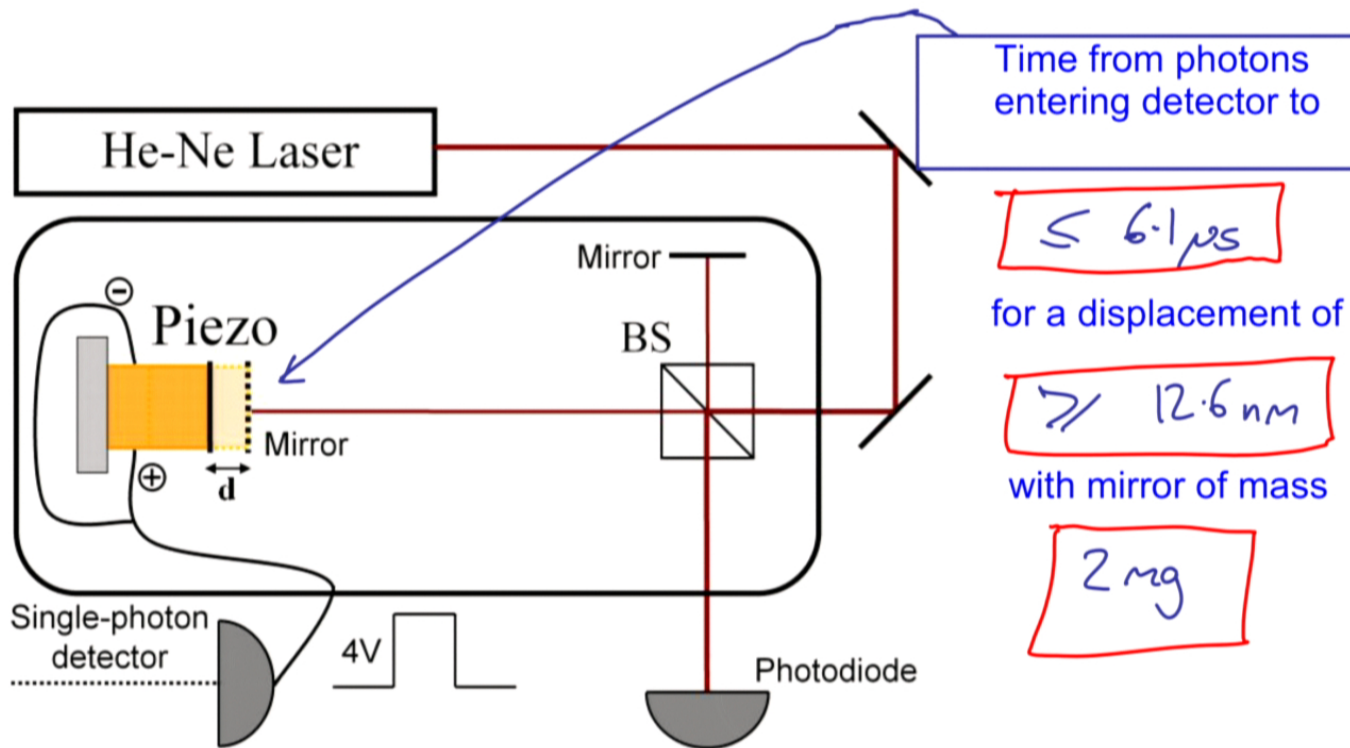 He-Ne Laser
Time from photons
entering detector to
≤ 6.1 μs
for a displacement of
≥ 12.6 nm
with mirror of mass
2 mg
Mirror
BS
⊖
Piezo
Mirror
⊕
d
Single-photon
detector
4V
Photodiode